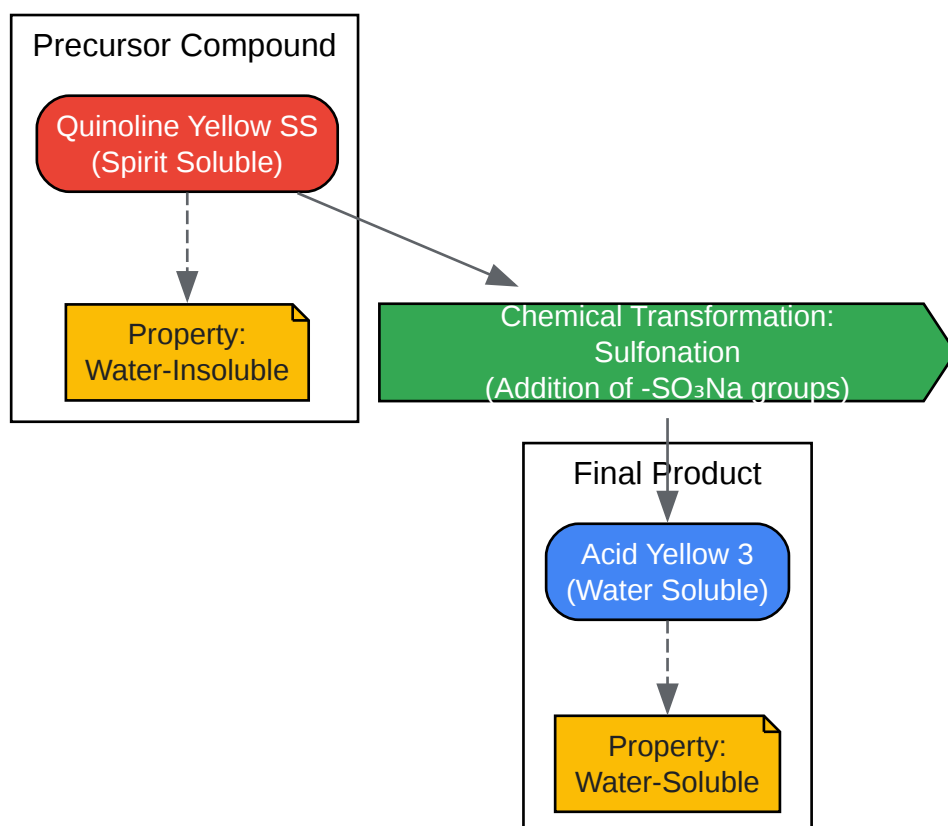 Precursor Compound
Quinoline Yellow SS
(Spirit Soluble)
Property:
Water-Insoluble
Chemical Transformation:
Sulfonation
(Addition of -SO₃Na groups)
Final Product
Acid Yellow 3
(Water Soluble)
Property:
Water-Soluble